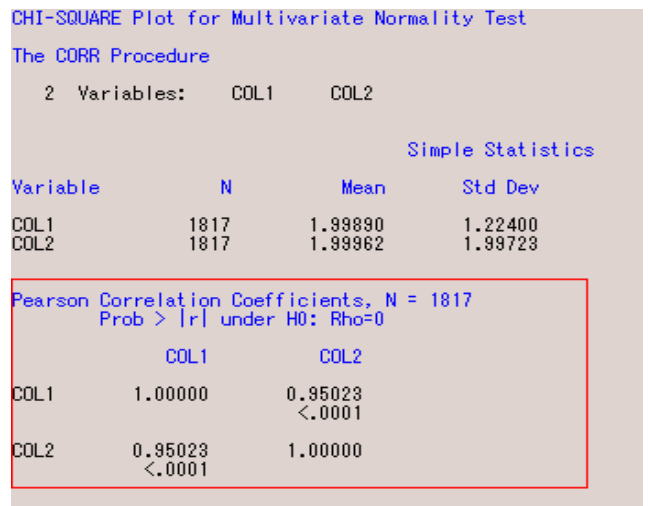 CHI-SQUARE Plot for Multivariate Normality Test
The CORR Procedure
2 Variables: COL1 COL2
Simple Statistics
Variable N Mean Std Dev
COL1 1817 1.99890 1.22400
COL2 1817 1.99962 1.99723
Pearson Correlation Coefficients, N = 1817
Prob > |r| under H0: Rho=0
COL1 COL2
COL1 1.00000 0.95023
<.0001
COL2 0.95023 1.00000
<.0001